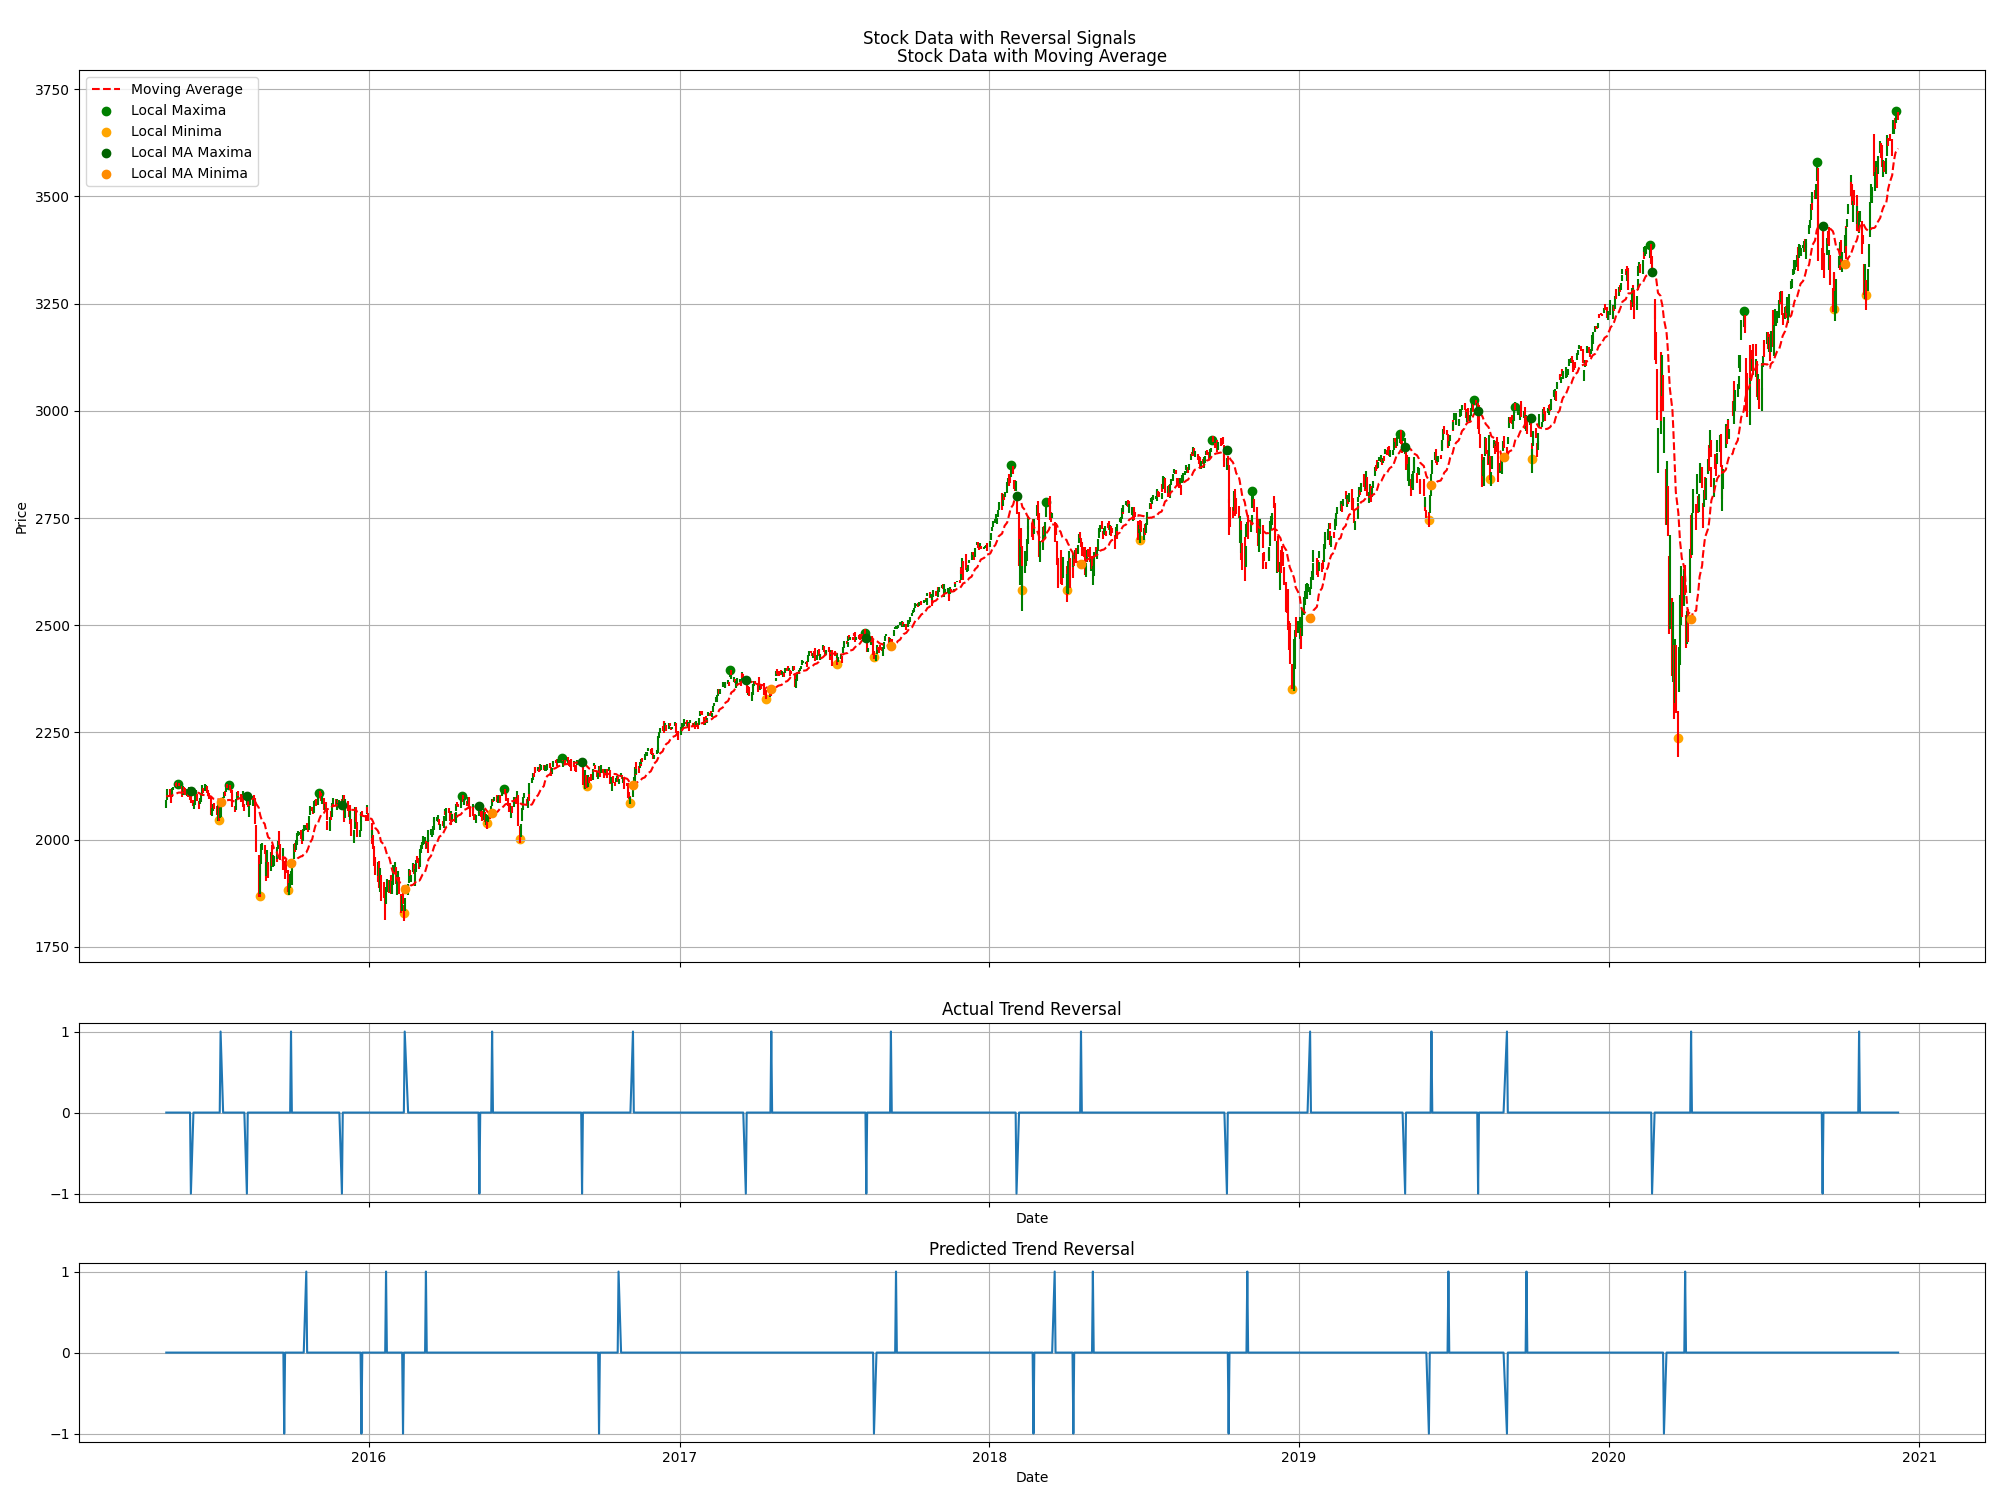 Stock Data with Reversal Signals
Stock Data with Moving Average
Moving Average
Local Maxima
Local Minima
Local MA Maxima
Local MA Minima
3750
3500
3250
3000
2750
2500
2250
2000
1750
Price
Actual Trend Reversal
1
0
−1
Date
Predicted Trend Reversal
1
0
−1
2016 2017 2018 2019 2020 2021
Date